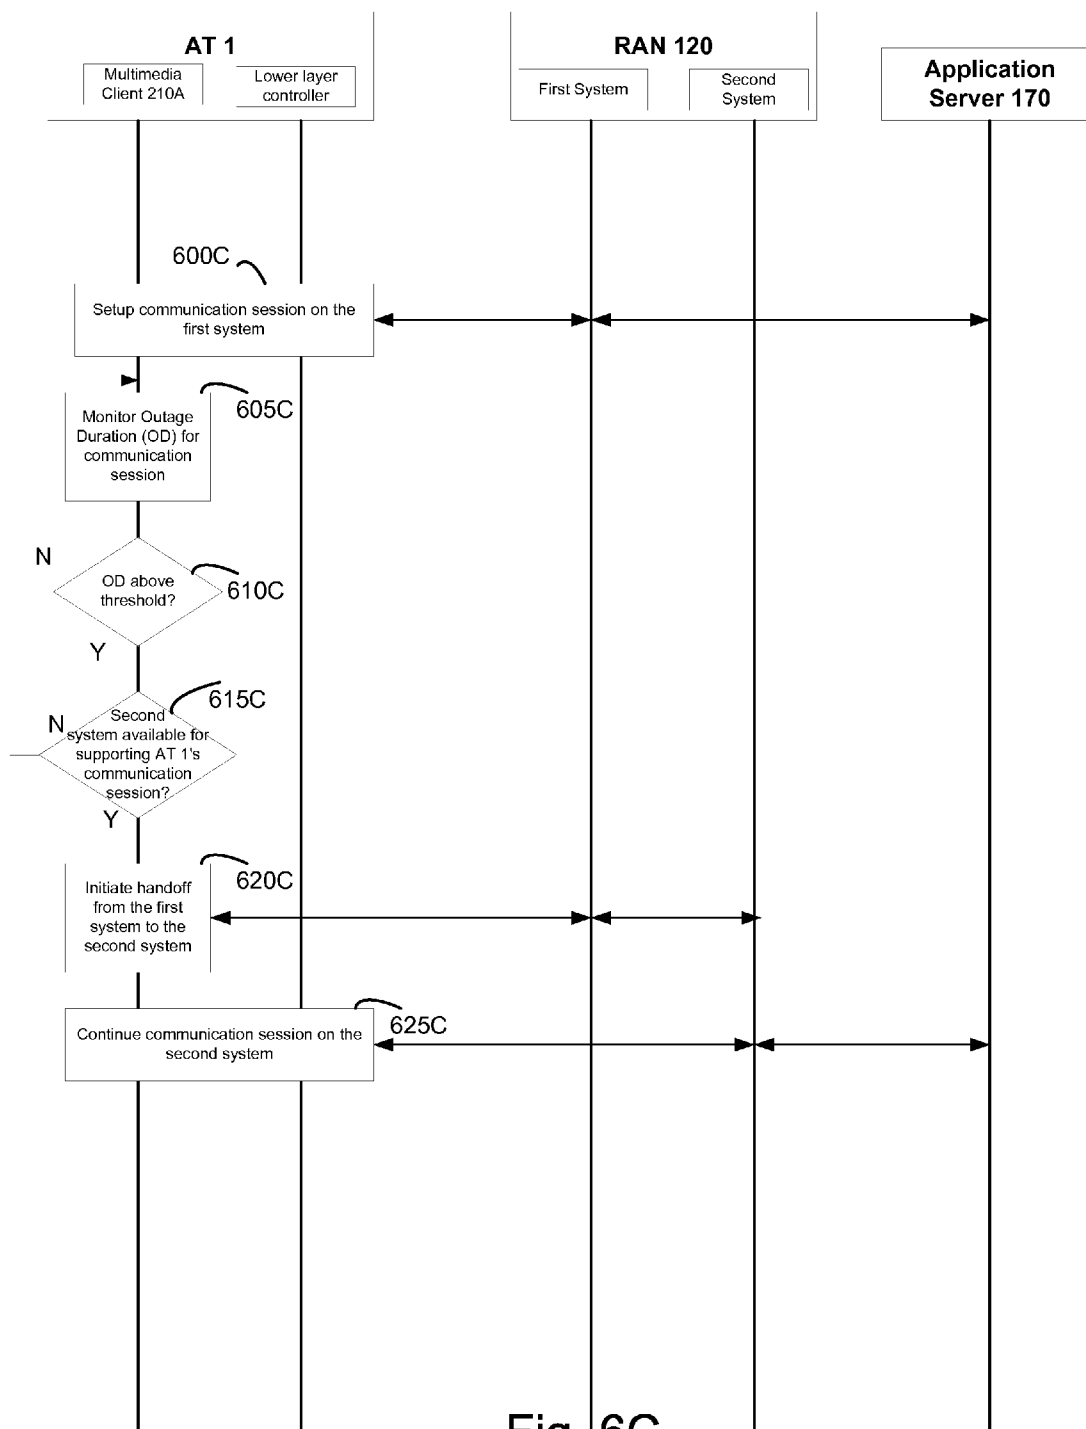 AT 1
RAN 120
Multimedia
Client 210A
Lower layer
controller
First System
Second
System
Application
Server 170
600C
Setup communication session on the
first system
605C
Monitor Outage
Duration (OD) for
communication
session
N
OD above
threshold?
610C
Y
615C
N
Second
system available for
supporting AT 1's
communication
session?
Y
620C
Initiate handoff
from the first
system to the
second system
625C
Continue communication session on the
second system
Fig. 6C